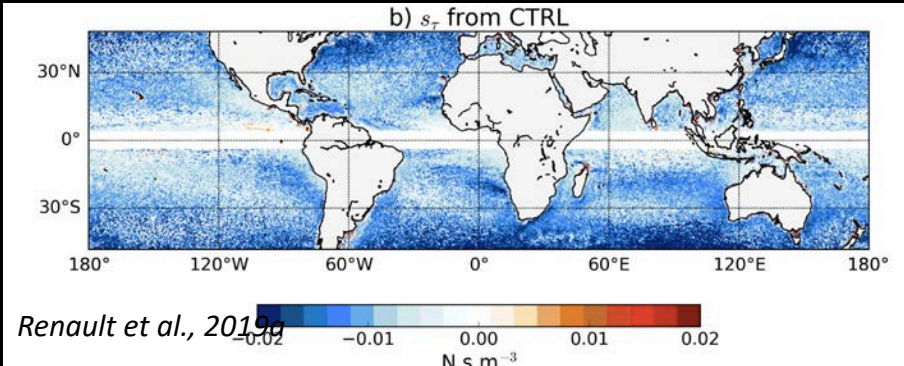 b) sτ from CTRL
30°N
0°
30°S
180° 120°W 60°W 0° 60°E 120°E 180°
Renault et al., 2019a
−0.02 −0.01 0.00 0.01 0.02
N s m⁻³